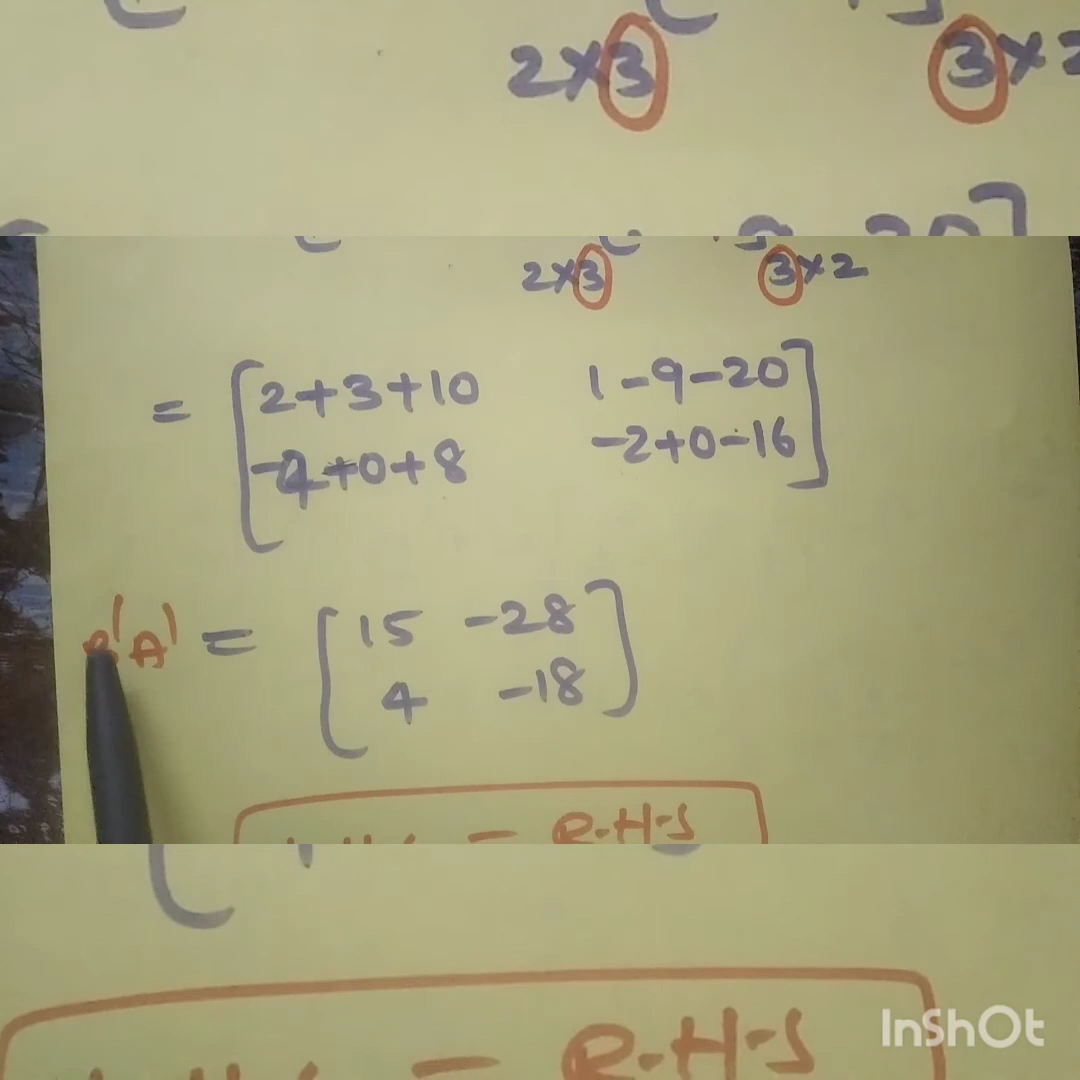 2×3 3×2
2×3 3×2
= [2+3+10 1-9-20]
[-4+0+8 -2+0-16]
B'A' = [15 -28]
[4 -18]
= R.H.S
= R.H.S
InShOt